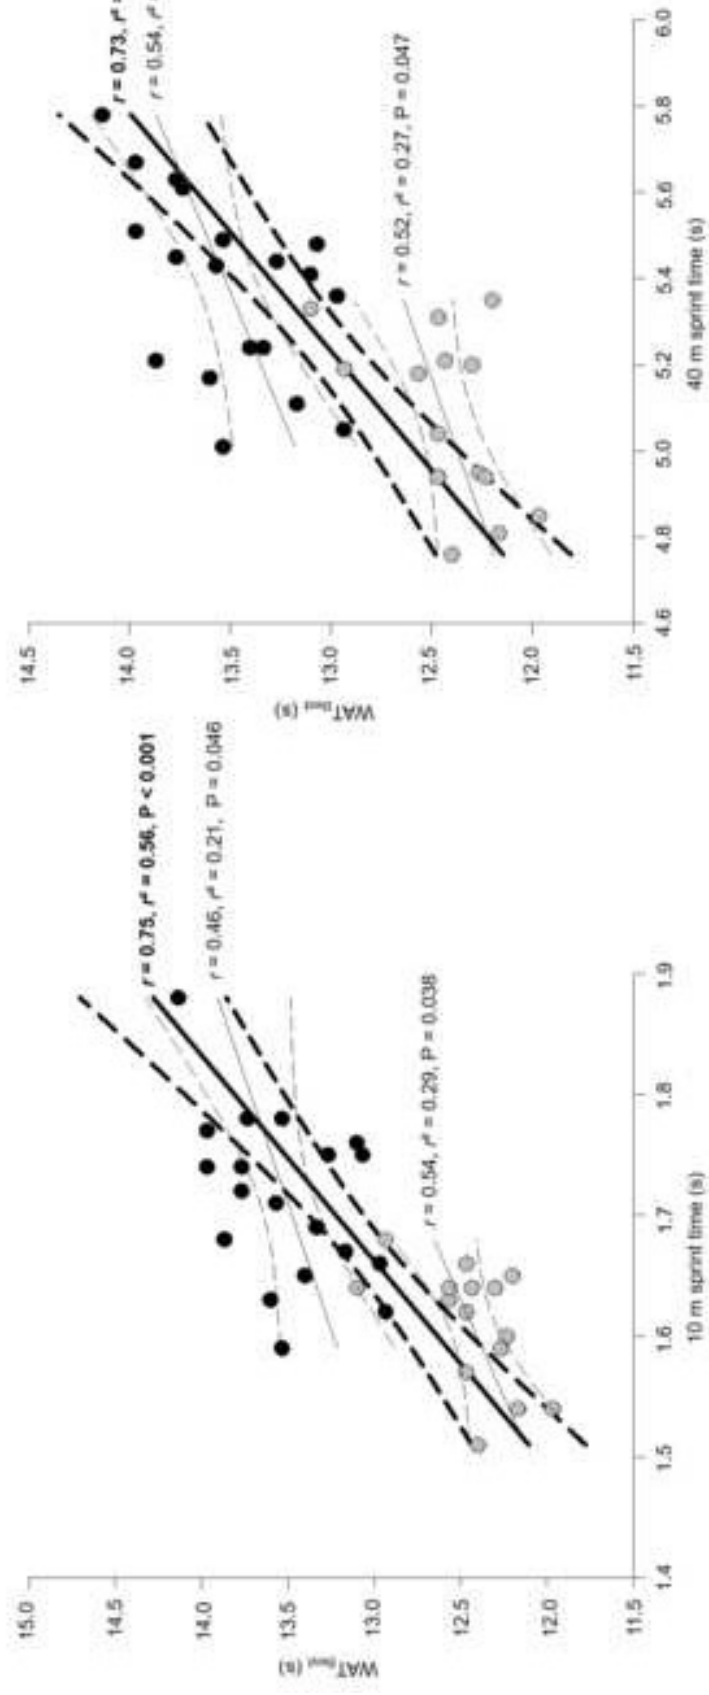 15.0
14.0
13.5
13.0
12.5
12.0
11.5
WAT Best (s)
r = 0.75, r² = 0.56, P < 0.001
r = 0.46, r² = 0.21, P = 0.046
r = 0.54, r² = 0.29, P = 0.038
1.4 1.5 1.6 1.7 1.8 1.9
10 m sprint time (s)
14.5
14.0
13.5
13.0
12.5
12.0
11.5
WAT Best (s)
r = 0.73, r² =
r = 0.54, r² =
r = 0.52, r² = 0.27, P = 0.047
4.6 4.8 5.0 5.2 5.4 5.6 5.8 6.0
40 m sprint time (s)